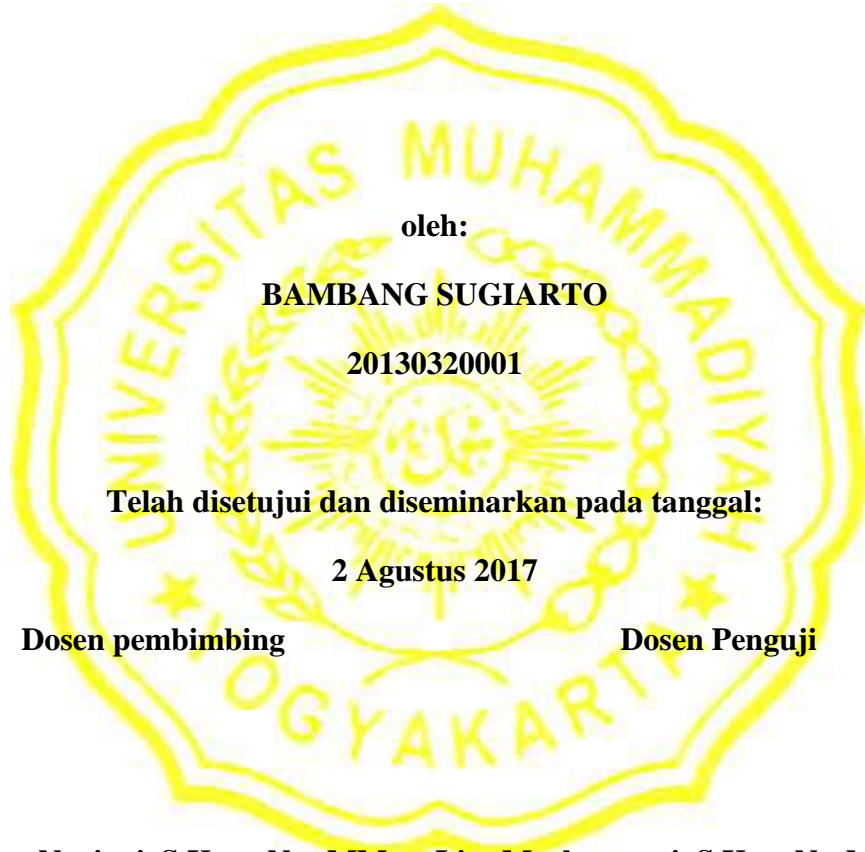 UNIVERSITAS MUHAMMADIYAH
YOGYAKARTA
oleh:
BAMBANG SUGIARTO
20130320001
Telah disetujui dan diseminarkan pada tanggal:
2 Agustus 2017
Dosen pembimbing Dosen Penguji